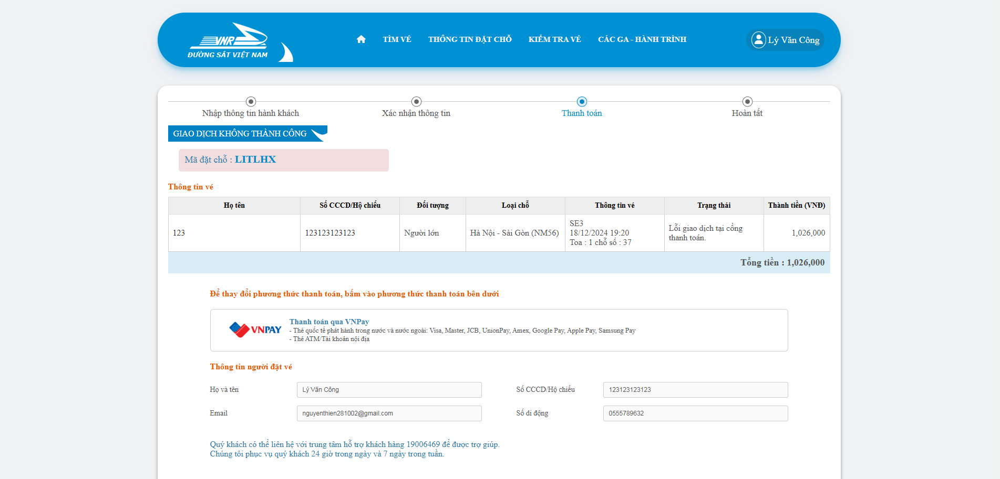 VNR
ĐƯỜNG SẮT VIỆT NAM
TÌM VÉ
THÔNG TIN ĐẶT CHỖ
KIỂM TRA VÉ
CÁC GA - HÀNH TRÌNH
Lý Văn Công
Nhập thông tin hành khách
Xác nhận thông tin
Thanh toán
Hoàn tất
GIAO DỊCH KHÔNG THÀNH CÔNG
Mã đặt chỗ : LITLHX
Thông tin vé
Họ tên
Số CCCD/Hộ chiếu
Đối tượng
Loại chỗ
Thông tin vé
Trạng thái
Thành tiền (VNĐ)
123
123123123123
Người lớn
Hà Nội - Sài Gòn (NM56)
SE3
18/12/2024 19:20
Toa : 1 chỗ số : 37
Lỗi giao dịch tại cổng
thanh toán.
1,026,000
Tổng tiền : 1,026,000
Để thay đổi phương thức thanh toán, bấm vào phương thức thanh toán bên dưới
VNPAY
Thanh toán qua VNPay
- Thẻ quốc tế phát hành trong nước và nước ngoài: Visa, Master, JCB, UnionPay, Amex, Google Pay, Apple Pay, Samsung Pay
- Thẻ ATM/Tài khoản nội địa
Thông tin người đặt vé
Họ và tên
Lý Văn Công
Số CCCD/Hộ chiếu
123123123123
Email
nguyenthien281002@gmail.com
Số di động
0555789632
Quý khách có thể liên hệ với trung tâm hỗ trợ khách hàng 19006469 để được trợ giúp.
Chúng tôi phục vụ quý khách 24 giờ trong ngày và 7 ngày trong tuần.